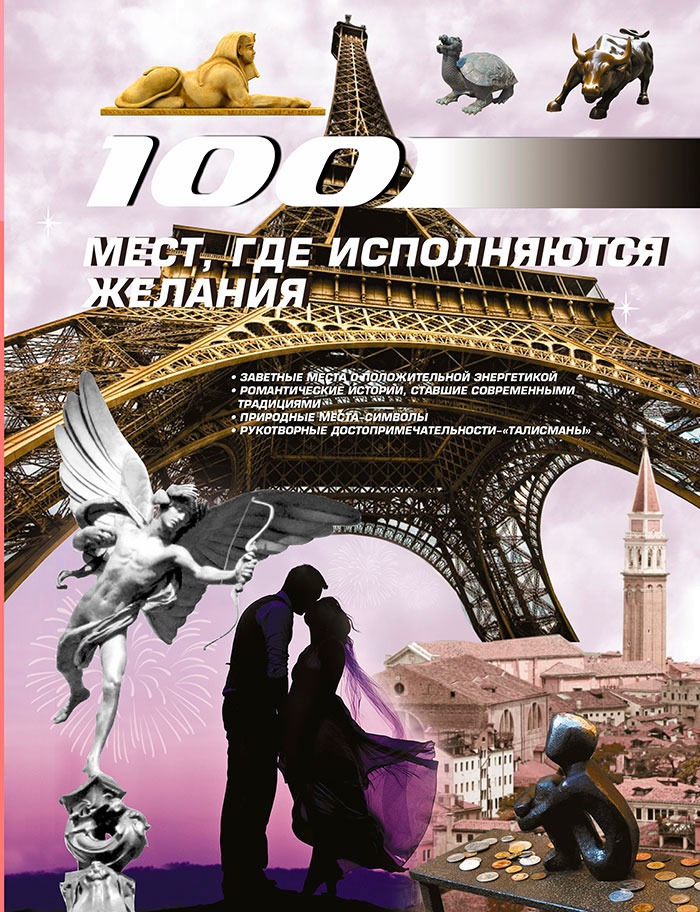 100
МЕСТ, ГДЕ ИСПОЛНЯЮТСЯ
ЖЕЛАНИЯ
• ЗАВЕТНЫЕ МЕСТА С ПОЛОЖИТЕЛЬНОЙ ЭНЕРГЕТИКОЙ
• РОМАНТИЧЕСКИЕ ИСТОРИИ, СТАВШИЕ СОВРЕМЕННЫМИ
ТРАДИЦИЯМИ
• ПРИРОДНЫЕ МЕСТА-СИМВОЛЫ
• РУКОТВОРНЫЕ ДОСТОПРИМЕЧАТЕЛЬНОСТИ-«ТАЛИСМАНЫ»